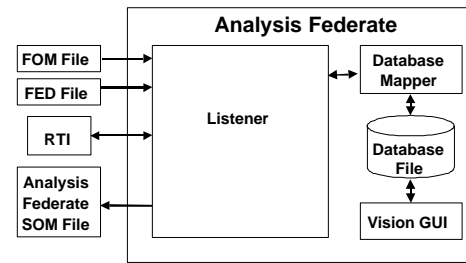 Analysis Federate
FOM File
FED File
RTI
Analysis
Federate
SOM File
Listener
Database
Mapper
Database
File
Vision GUI